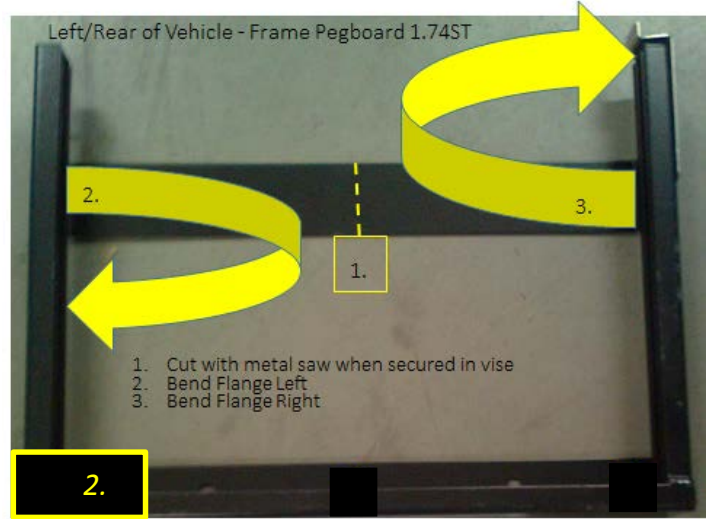 Left/Rear of Vehicle - Frame Pegboard 1.74ST
2.
3.
1.
1. Cut with metal saw when secured in vise
2. Bend Flange Left
3. Bend Flange Right
2.